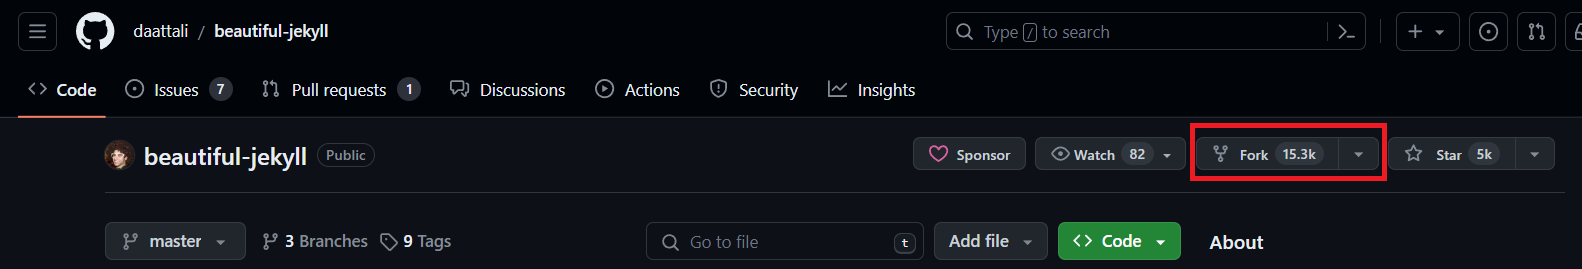 daattali / beautiful-jekyll
Type / to search
Code Issues 7 Pull requests 1 Discussions Actions Security Insights
beautiful-jekyll Public
Sponsor Watch 82 Fork 15.3k Star 5k
master 3 Branches 9 Tags Go to file t Add file Code About